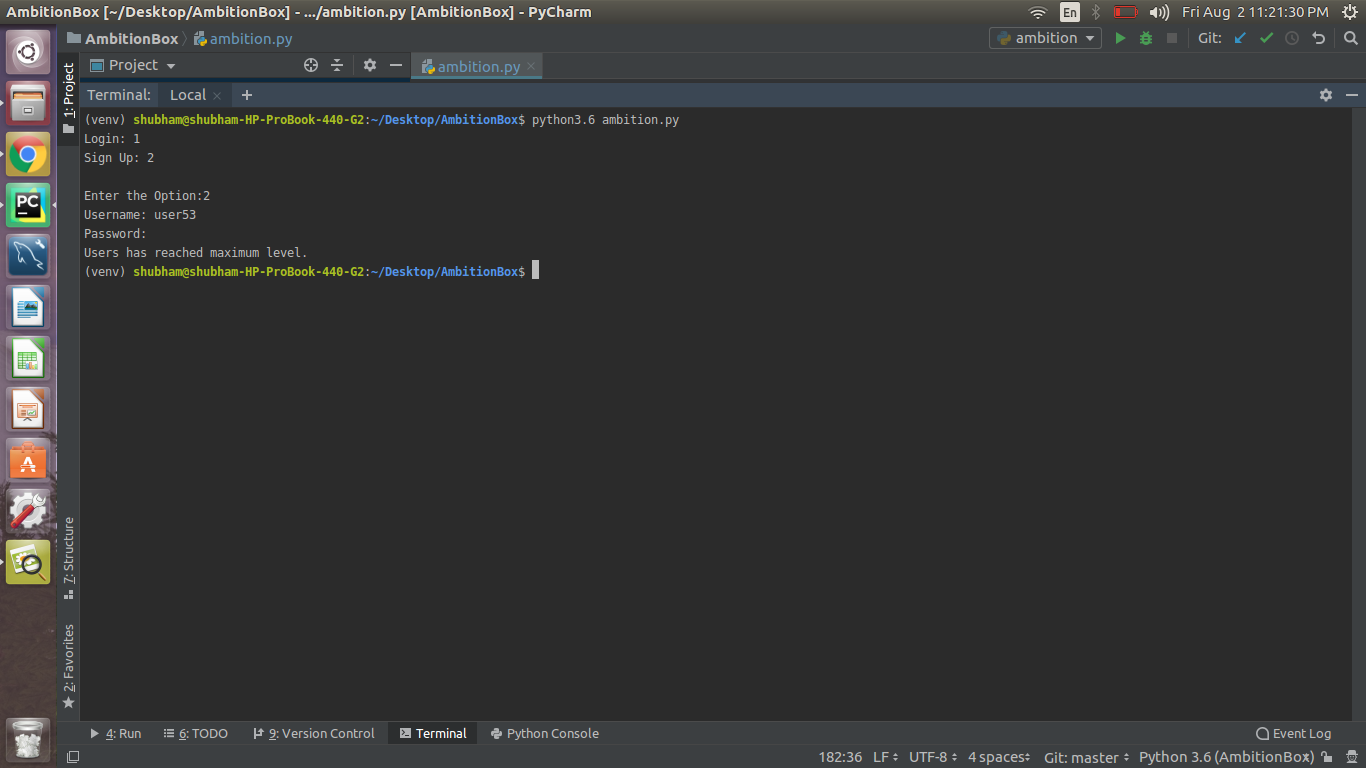 AmbitionBox [~/Desktop/AmbitionBox] - .../ambition.py [AmbitionBox] - PyCharm
En
Fri Aug 2 11:21:30 PM
AmbitionBox
ambition.py
ambition
Git:
1: Project
Project
ambition.py
Terminal:
Local
(venv) shubham@shubham-HP-ProBook-440-G2:~/Desktop/AmbitionBox$ python3.6 ambition.py
Login: 1
Sign Up: 2
Enter the Option:2
Username: user53
Password:
Users has reached maximum level.
(venv) shubham@shubham-HP-ProBook-440-G2:~/Desktop/AmbitionBox$
PC
7: Structure
2: Favorites
4: Run
6: TODO
9: Version Control
Terminal
Python Console
Event Log
182:36
LF
UTF-8
4 spaces
Git: master
Python 3.6 (AmbitionBox)